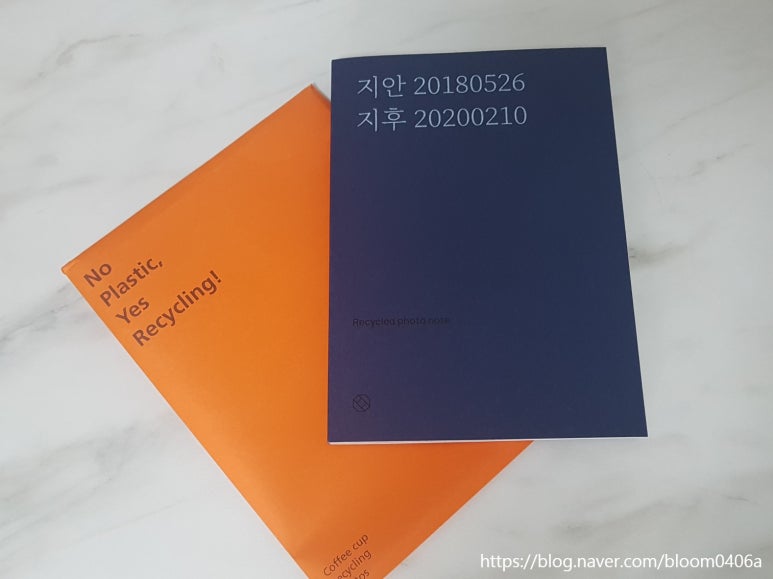 지안 20180526
지후 20200210
Recycled photo note
No
Plastic,
Yes
Recycling!
Coffee cup
https://blog.naver.com/bloom0406a